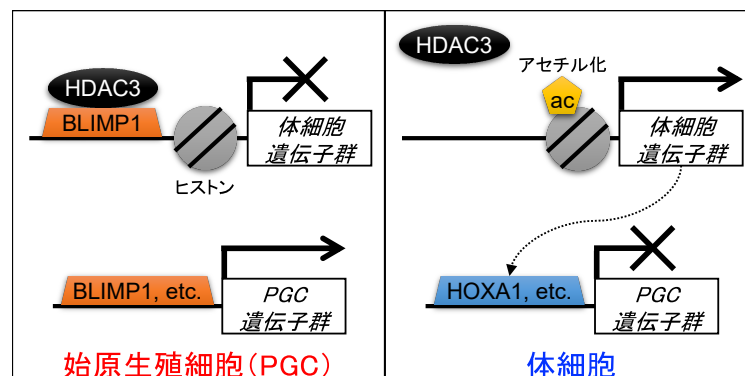 HDAC3
BLIMP1
体細胞
遺伝子群
ヒストン
BLIMP1, etc.
PGC
遺伝子群
始原生殖細胞(PGC)
HDAC3
アセチル化
ac
体細胞
遺伝子群
HOXA1, etc.
PGC
遺伝子群
体細胞